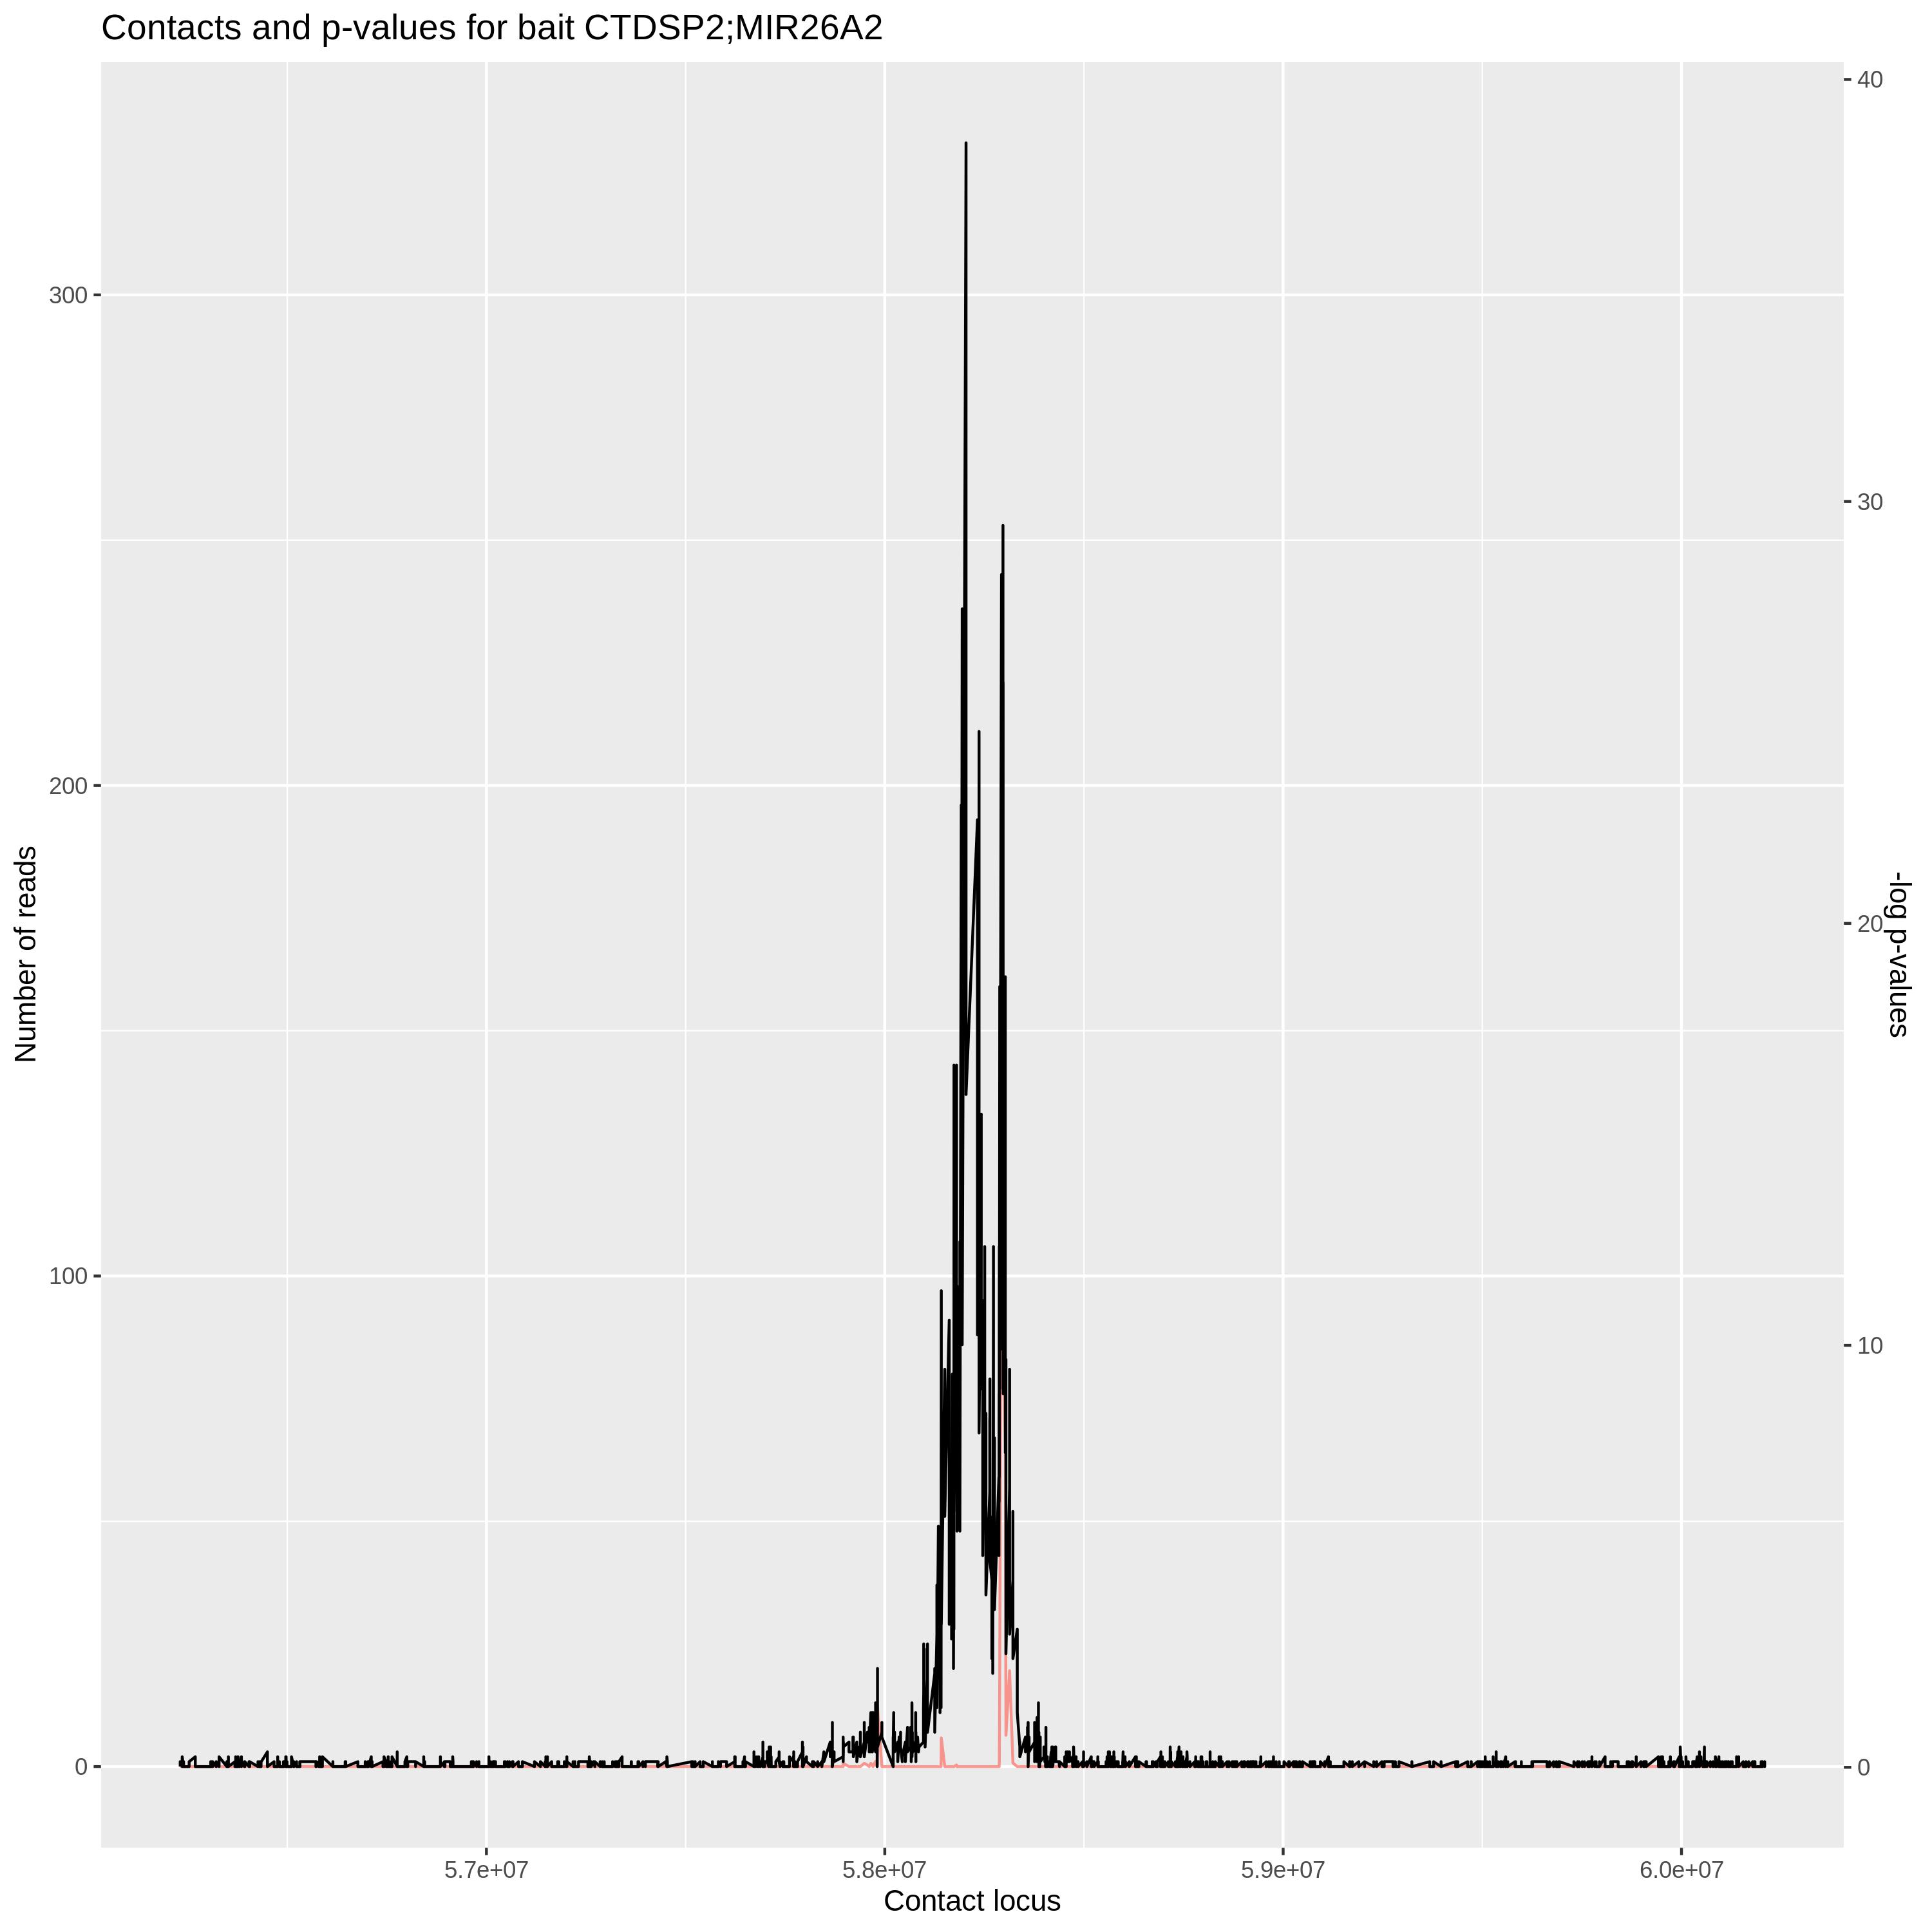 Contacts and p-values for bait CTDSP2;MIR26A2
Number of reads
300
200
100
0
40
30
20
10
0
-log p-values
5.7e+07
5.8e+07
5.9e+07
6.0e+07
Contact locus